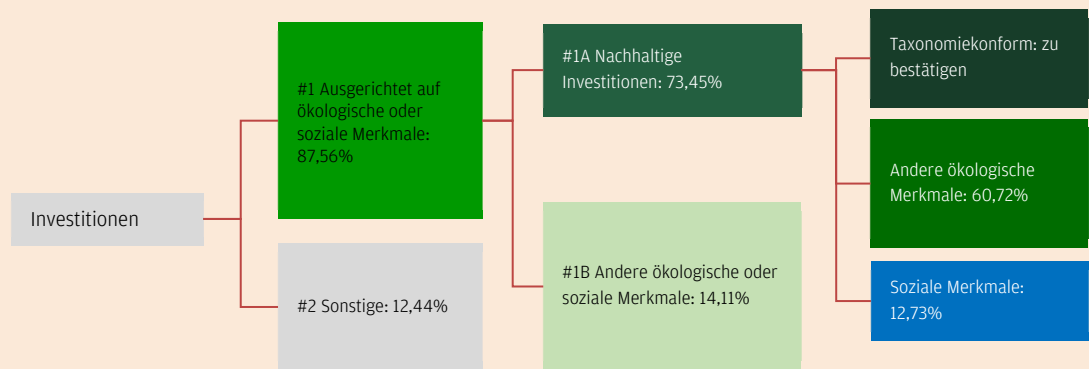 Investitionen
#1 Ausgerichtet auf
ökologische oder
soziale Merkmale:
87,56%
#2 Sonstige: 12,44%
#1A Nachhaltige
Investitionen: 73,45%
#1B Andere ökologische oder
soziale Merkmale: 14,11%
Taxonomiekonform: zu
bestätigen
Andere ökologische
Merkmale: 60,72%
Soziale Merkmale:
12,73%